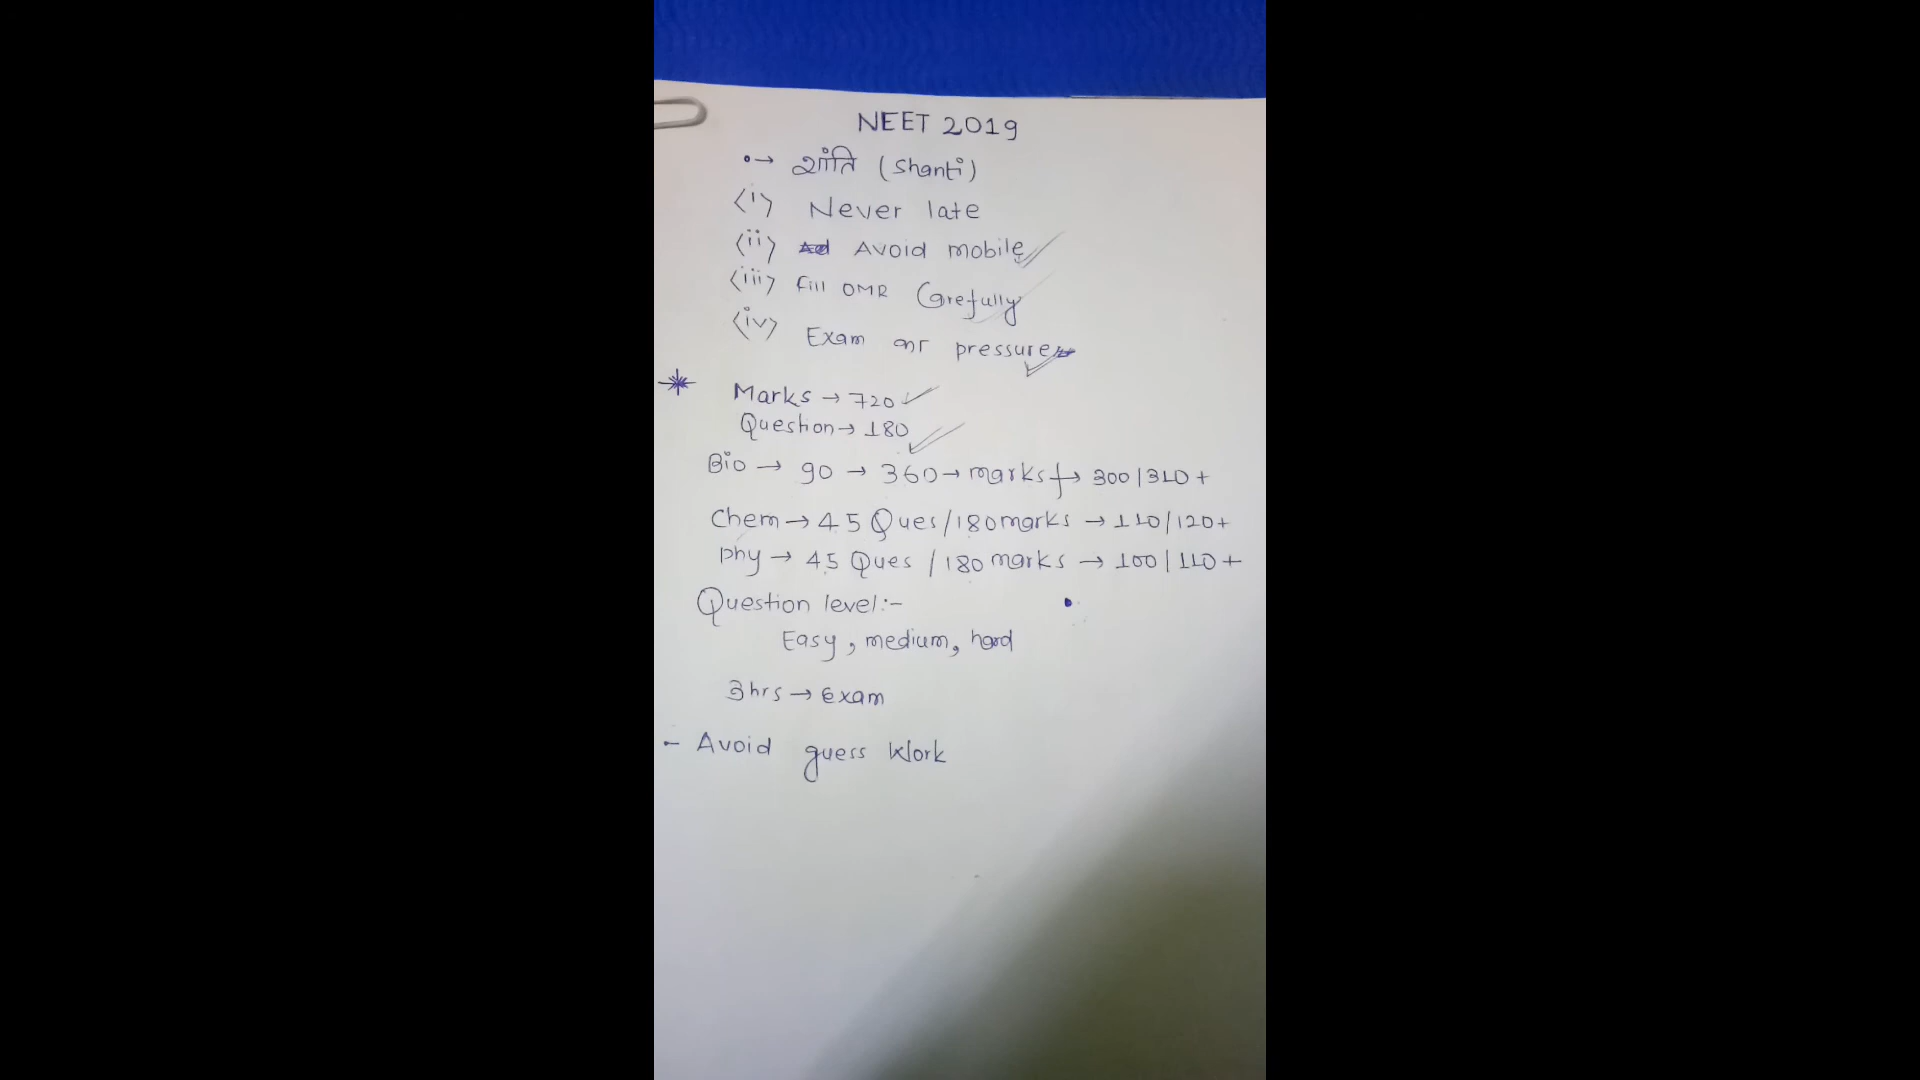 NEET 2019
•→ शांति (Shanti)
<i> Never late
<ii> Avoid mobile
<iii> Fill OMR Carefully
<iv> Exam का pressure
Marks → 720
Question → 180
Bio → 90 → 360 → marks → 300/310+
Chem → 45 Ques/180 marks → 110/120+
Phy → 45 Ques /180 marks → 100/110+
Question level:-
Easy, medium, hard
3hrs → Exam
- Avoid guess Work